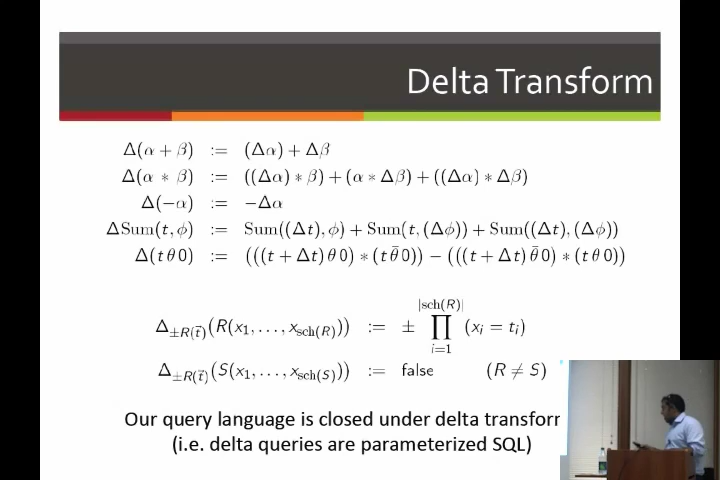 Delta Transform
Δ(α + β) := (Δα) + Δβ
Δ(α * β) := ((Δα) * β) + (α * Δβ) + ((Δα) * Δβ)
Δ(−α) := −Δα
ΔSum(t, ϕ) := Sum((Δt), ϕ) + Sum(t, (Δϕ)) + Sum((Δt), (Δϕ))
Δ(t θ 0) := (((t + Δt) θ 0) * (t θ̄ 0)) − (((t + Δt) θ̄ 0) * (t θ 0))
Δ±R(t⃗)(R(x₁, . . . , x_sch(R))) := ± ∏_{i=1}^{|sch(R)|} (xᵢ = tᵢ)
Δ±R(t⃗)(S(x₁, . . . , x_sch(S))) := false (R ≠ S)
Our query language is closed under delta transform
(i.e. delta queries are parameterized SQL)